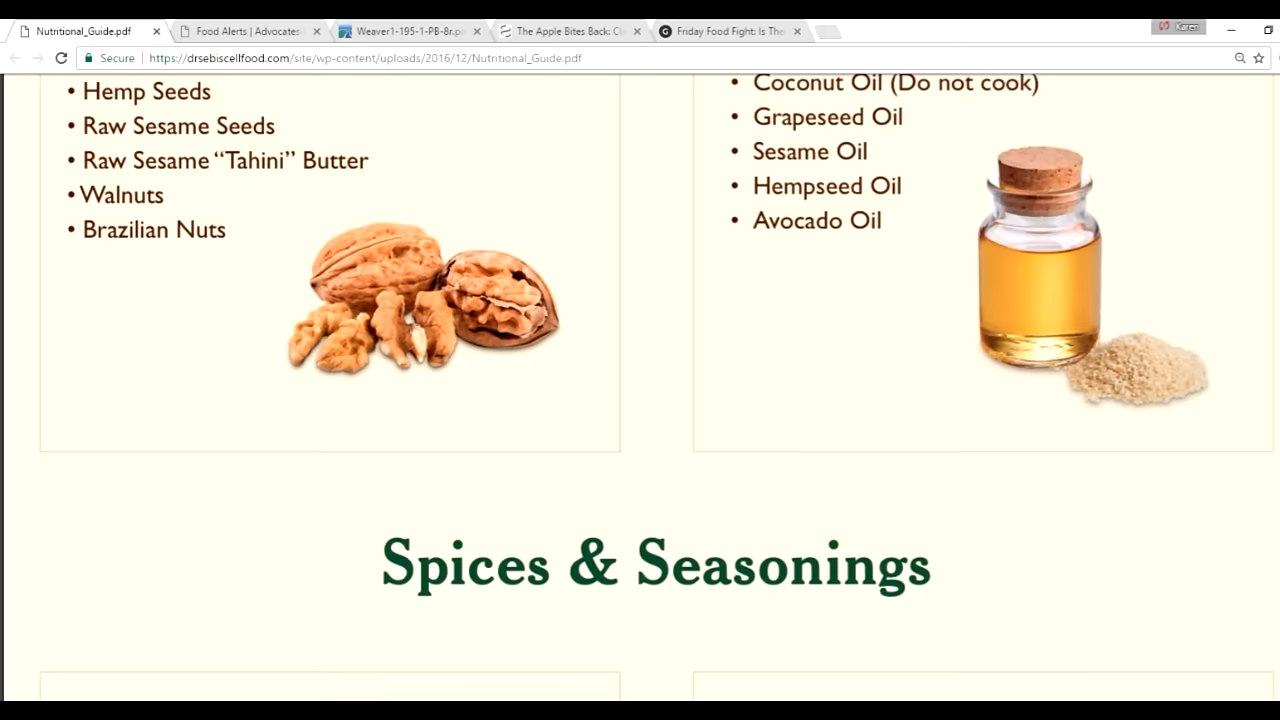 Nutritional_Guide.pdf
Food Alerts | Advocates
Weaver1-195-1-PB-8r.p
The Apple Bites Back: Cl
Friday Food Fight: Is The
Karen
Secure
https://drsebiscellfood.com/site/wp-content/uploads/2016/12/Nutritional_Guide.pdf
• Hemp Seeds
• Raw Sesame Seeds
• Raw Sesame “Tahini” Butter
• Walnuts
• Brazilian Nuts
• Coconut Oil (Do not cook)
• Grapeseed Oil
• Sesame Oil
• Hempseed Oil
• Avocado Oil
Spices & Seasonings